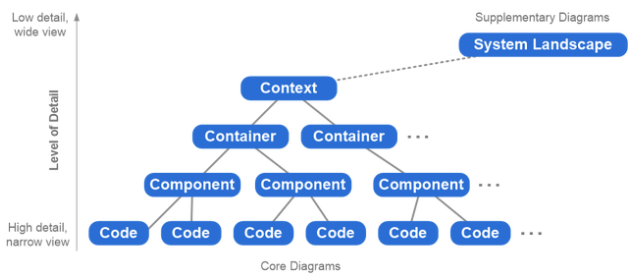 Low detail,
wide view
Supplementary Diagrams
System Landscape
Context
Level of Detail
Container Container ...
Component Component Component ...
High detail,
narrow view
Code Code Code Code Code Code ...
Core Diagrams